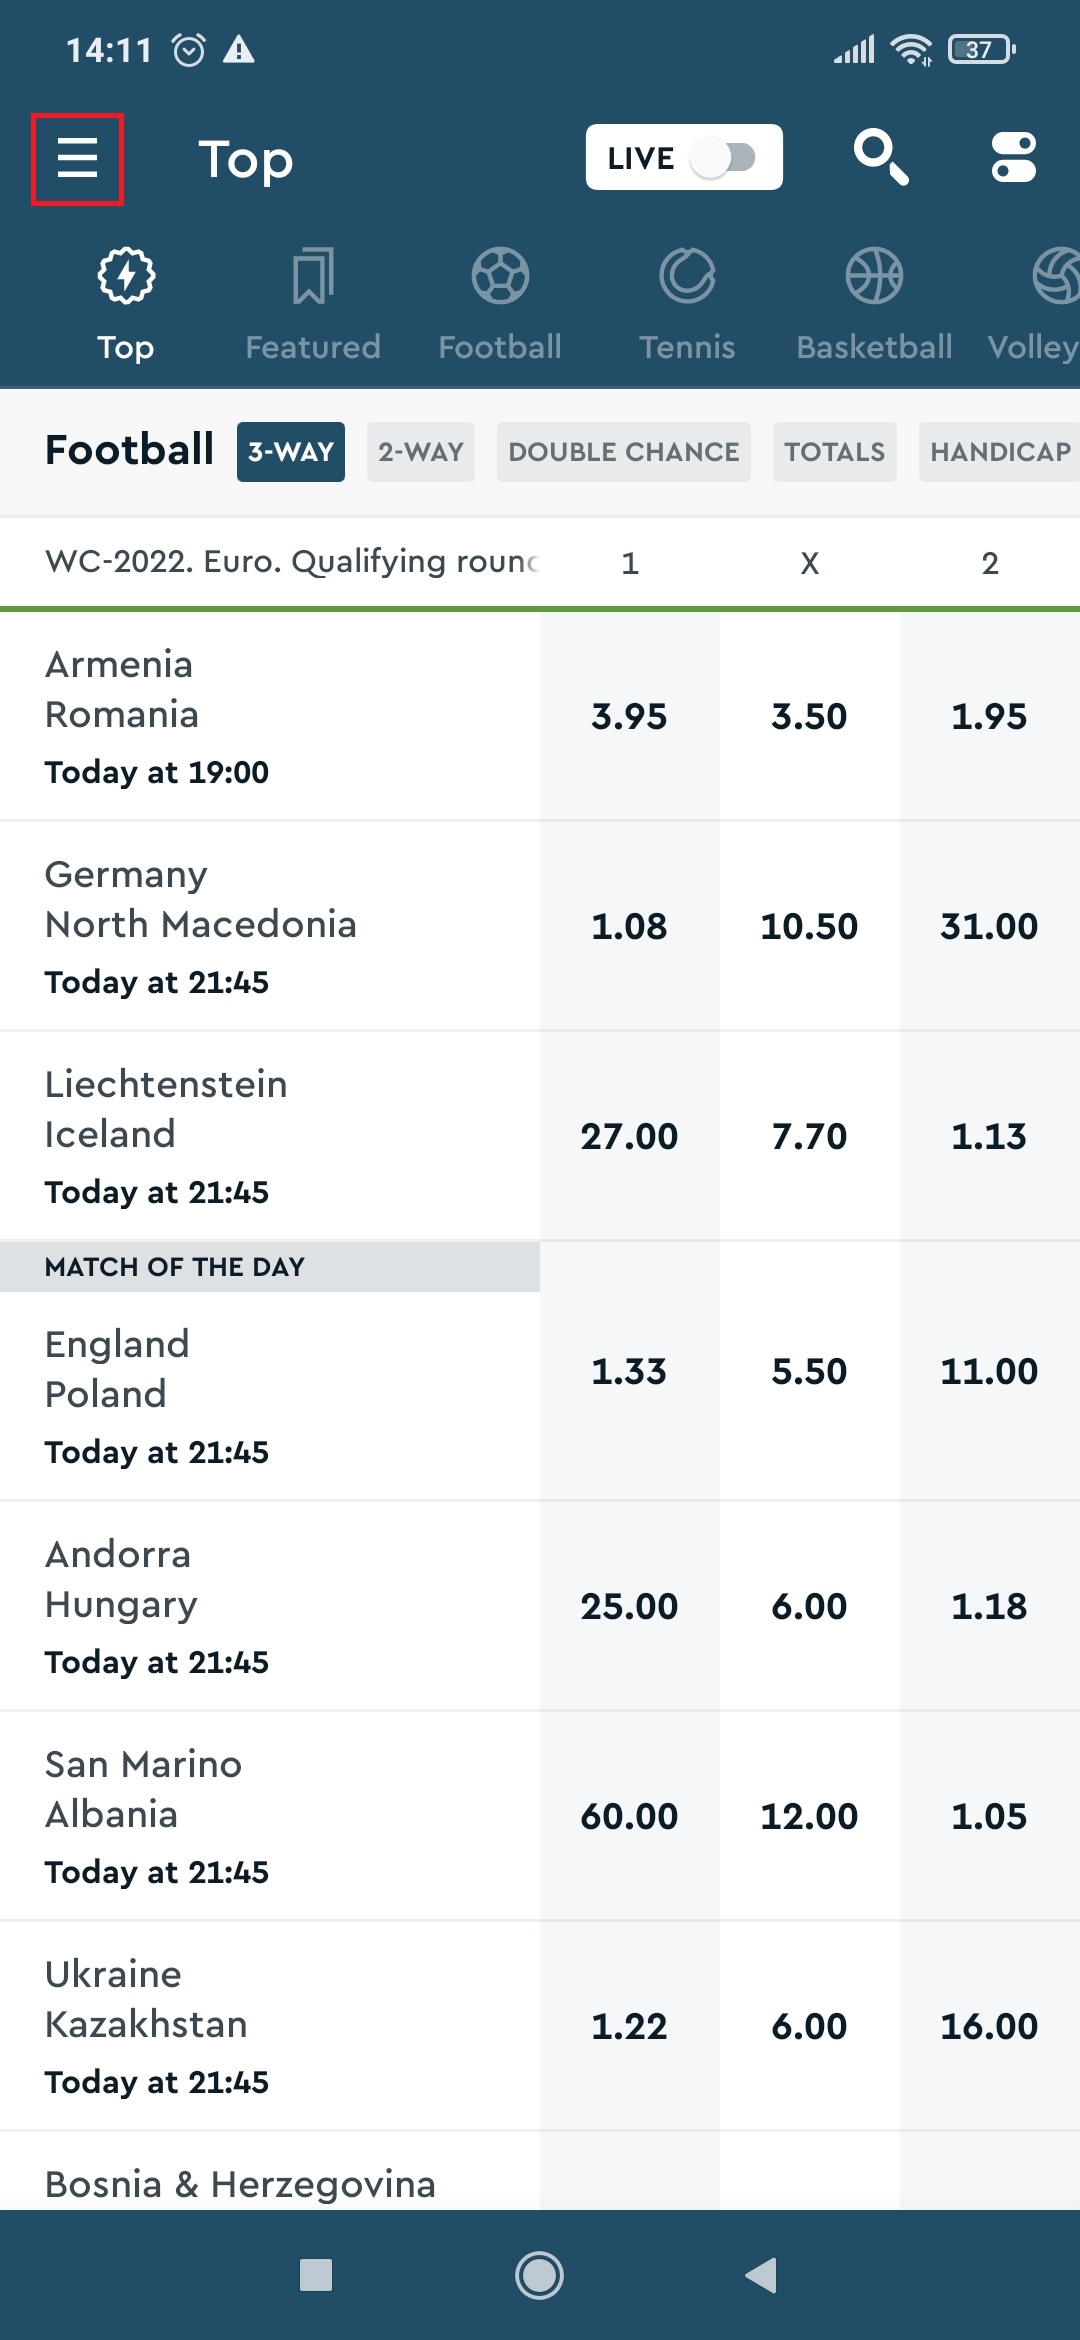 14:11 37
Top LIVE
Top Featured Football Tennis Basketball Volley
Football 3-WAY 2-WAY DOUBLE CHANCE TOTALS HANDICAP
WC-2022. Euro. Qualifying roun 1 X 2
Armenia
Romania
Today at 19:00
3.95 3.50 1.95
Germany
North Macedonia
Today at 21:45
1.08 10.50 31.00
Liechtenstein
Iceland
Today at 21:45
27.00 7.70 1.13
MATCH OF THE DAY
England
Poland
Today at 21:45
1.33 5.50 11.00
Andorra
Hungary
Today at 21:45
25.00 6.00 1.18
San Marino
Albania
Today at 21:45
60.00 12.00 1.05
Ukraine
Kazakhstan
Today at 21:45
1.22 6.00 16.00
Bosnia & Herzegovina